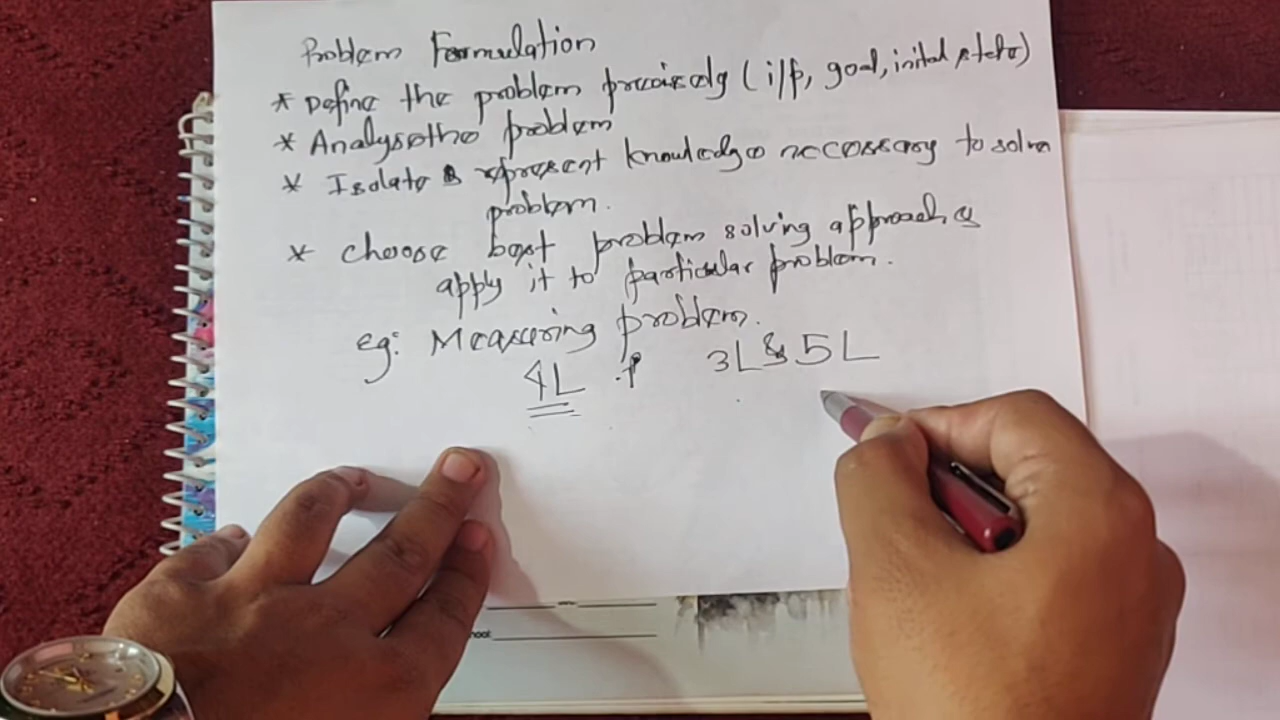 Problem Formulation
* Define the problem precisely (i/p, goal, initial state)
* Analyse the problem
* Isolate & represent knowledge necessary to solve
problem.
* choose best problem solving approach &
apply it to particular problem.
eg: Measuring problem.
4L 3L & 5L